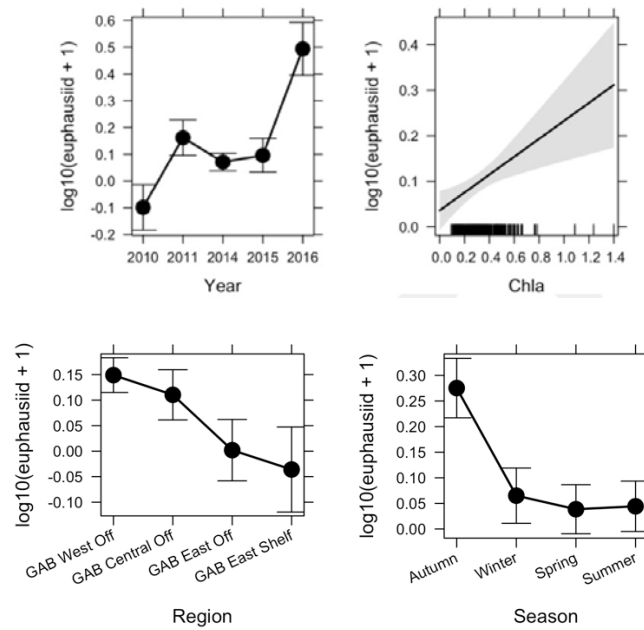 log10(euphausiid + 1)
0.6
0.5
0.4
0.3
0.2
0.1
0.0
-0.1
-0.2
2010 2011 2014 2015 2016
Year
log10(euphausiid + 1)
0.4
0.3
0.2
0.1
0.0
0.0 0.2 0.4 0.6 0.8 1.0 1.2 1.4
Chla
log10(euphausiid + 1)
0.15
0.10
0.05
0.00
-0.05
-0.10
GAB West Off GAB Central Off GAB East Off GAB East Shelf
Region
log10(euphausiid + 1)
0.30
0.25
0.20
0.15
0.10
0.05
0.00
Autumn Winter Spring Summer
Season